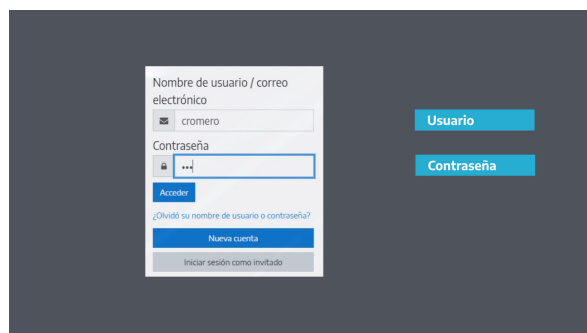 Nombre de usuario / correo
electrónico
cromero
Contraseña
•••
Acceder
¿Olvidó su nombre de usuario o contraseña?
Nueva cuenta
Iniciar sesión como invitado
Usuario
Contraseña